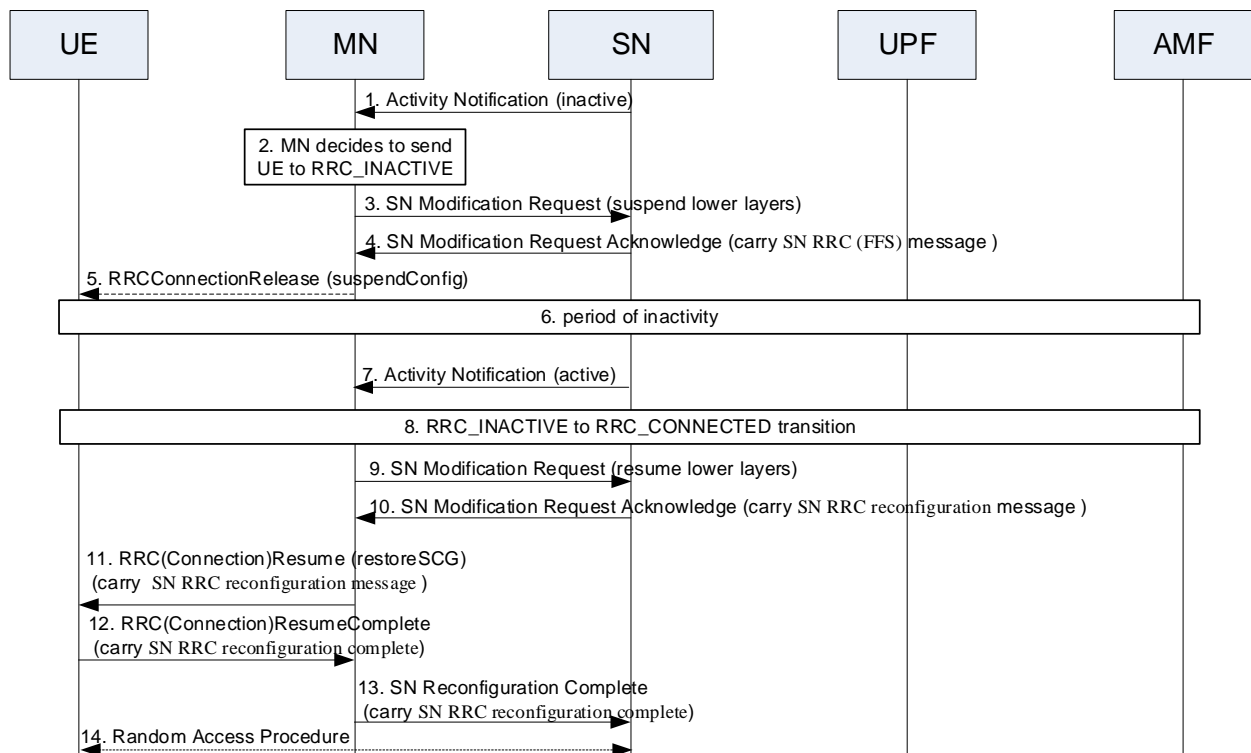 UE
MN
SN
UPF
AMF
1. Activity Notification (inactive)
2. MN decides to send
UE to RRC_INACTIVE
3. SN Modification Request (suspend lower layers)
4. SN Modification Request Acknowledge (carry SN RRC (FFS) message )
5. RRCConnectionRelease (suspendConfig)
6. period of inactivity
7. Activity Notification (active)
8. RRC_INACTIVE to RRC_CONNECTED transition
9. SN Modification Request (resume lower layers)
10. SN Modification Request Acknowledge (carry SN RRC reconfiguration message )
11. RRC(Connection)Resume (restoreSCG)
(carry SN RRC reconfiguration message )
12. RRC(Connection)ResumeComplete
(carry SN RRC reconfiguration complete)
13. SN Reconfiguration Complete
(carry SN RRC reconfiguration complete)
14. Random Access Procedure